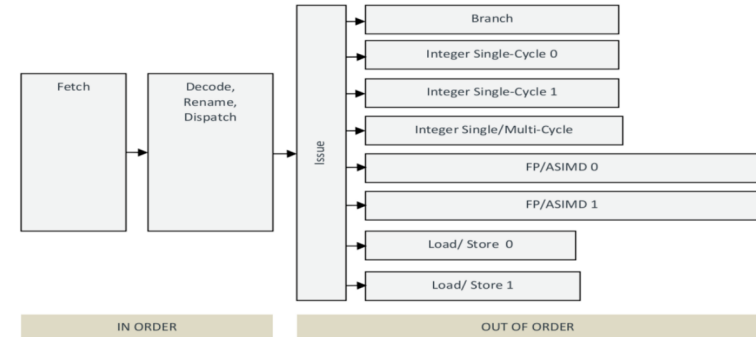 Fetch
Decode,
Rename,
Dispatch
Issue
Branch
Integer Single-Cycle 0
Integer Single-Cycle 1
Integer Single/Multi-Cycle
FP/ASIMD 0
FP/ASIMD 1
Load/ Store 0
Load/ Store 1
IN ORDER
OUT OF ORDER